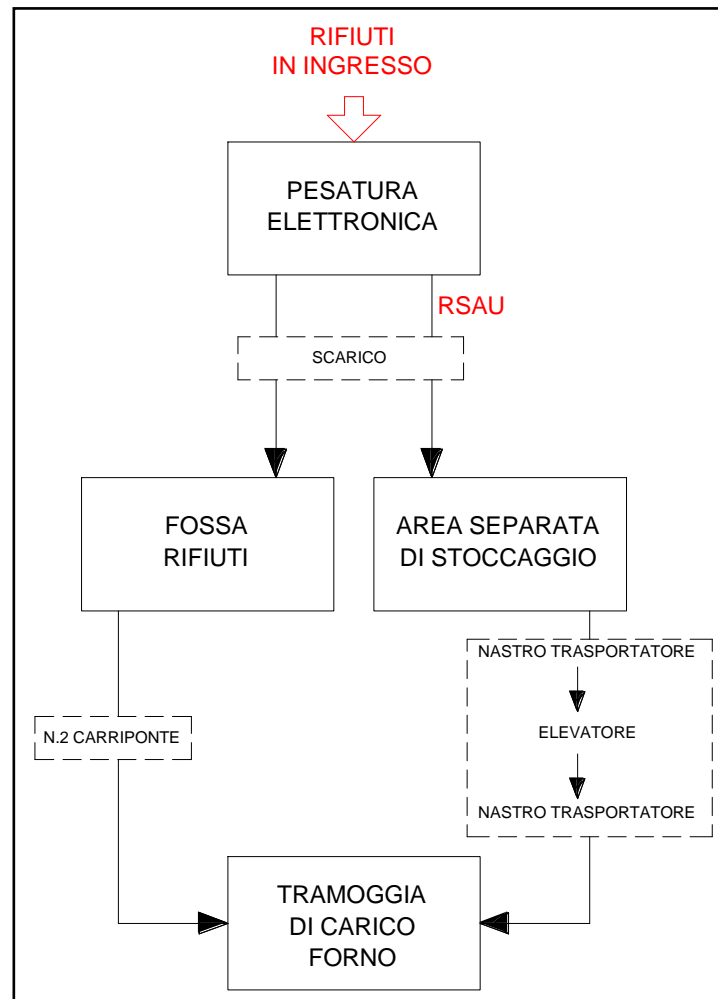 RIFIUTI
IN INGRESSO
PESATURA
ELETTRONICA
RSAU
SCARICO
FOSSA
RIFIUTI
AREA SEPARATA
DI STOCCAGGIO
NASTRO TRASPORTATORE
N.2 CARRIPONTE
ELEVATORE
NASTRO TRASPORTATORE
TRAMOGGIA
DI CARICO
FORNO